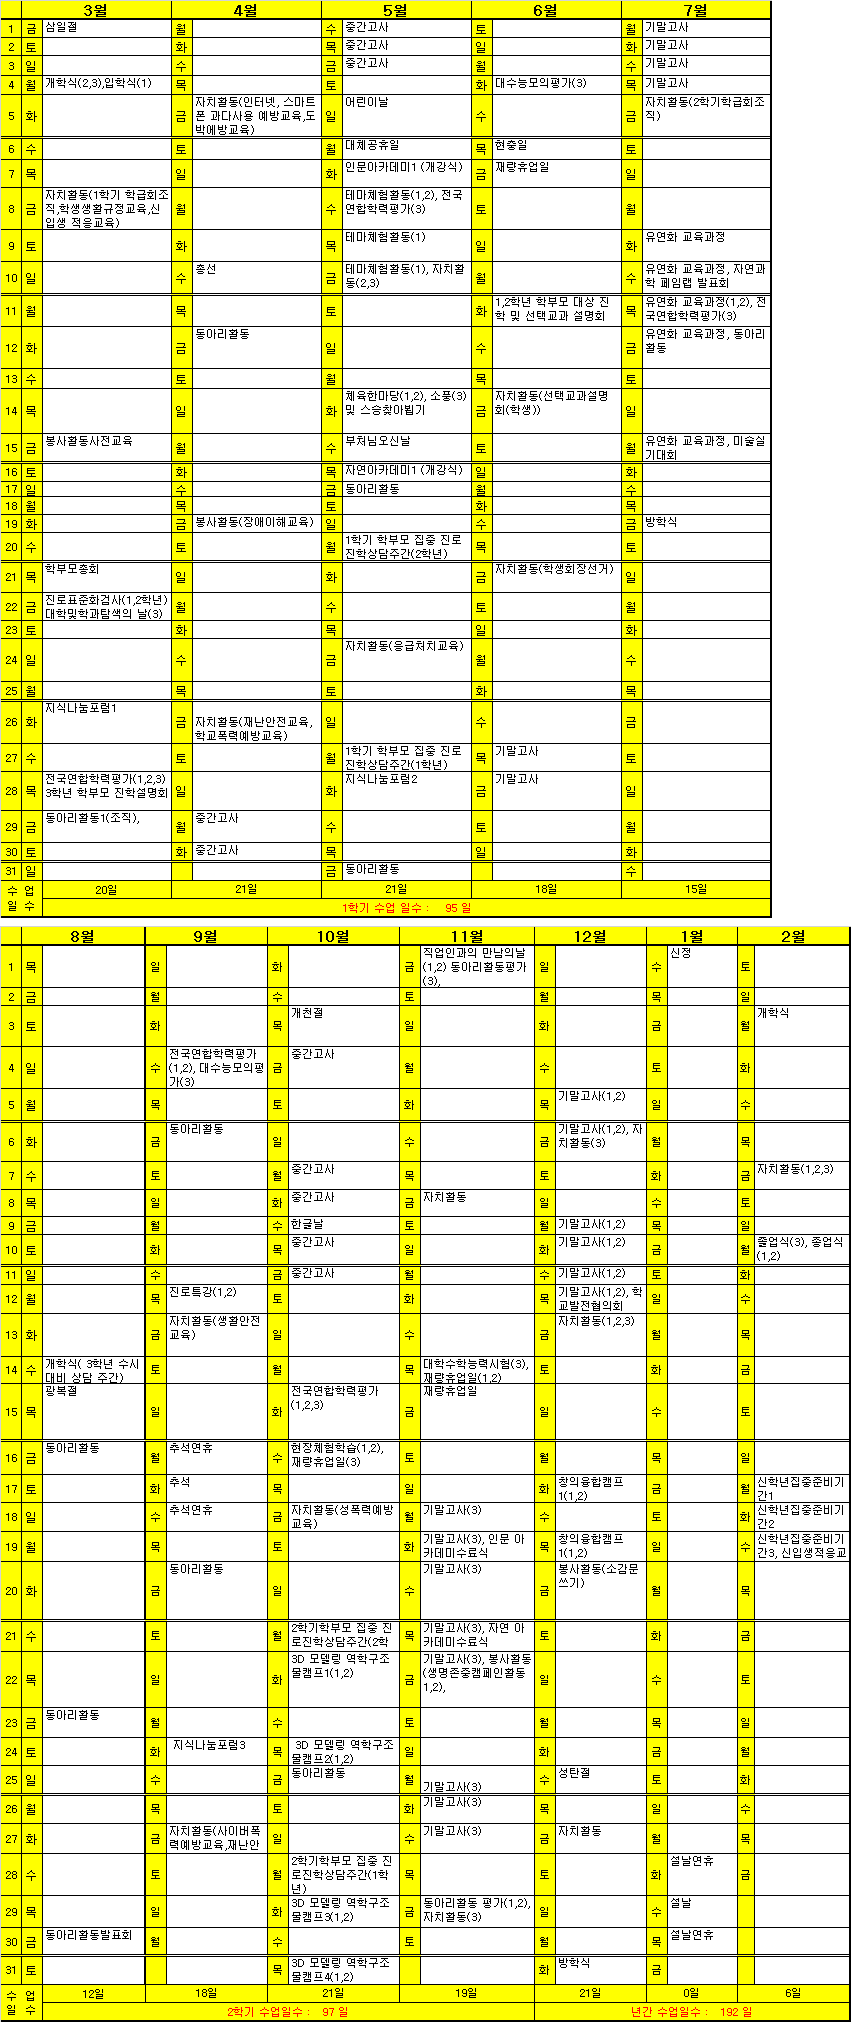 3월 4월 5월 6월 7월
1 금 삼일절 월 수 중간고사 토 월 기말고사
2 토 화 목 중간고사 일 화 기말고사
3 일 수 금 중간고사 월 수 기말고사
4 월 개학식(2,3),입학식(1) 목 토 화 대수능모의평가(3) 목 기말고사
5 화 금 자치활동(인터넷, 스마트 일 어린이날 수 금 자치활동(2학기학급회조
폰 과다사용 예방교육,도 직)
박예방교육)
6 수 토 월 대체공휴일 목 현충일 토
7 목 일 화 인문아카데미1 (개강식) 금 재량휴업일 일
8 금 자치활동(1학기 학급회조 월 수 테마체험활동(1,2), 전국 토 월
직,학생생활규정교육,신 연합학력평가(3)
입생 적응교육)
9 토 화 목 테마체험활동(1) 일 화 유연화 교육과정
10 일 수 총선 금 테마체험활동(1), 자치활 월 수 유연화 교육과정, 자연과
동(2,3) 학 페임랩 발표회
11 월 목 토 화 1,2학년 학부모 대상 진 목 유연화 교육과정(1,2), 전
학 및 선택교과 설명회 국연합학력평가(3)
12 화 금 동아리활동 일 수 금 유연화 교육과정, 동아리
활동
13 수 토 월 목 토
14 목 일 화 체육한마당(1,2), 소풍(3) 금 자치활동(선택교과설명 일
및 스승찾아뵙기 회(학생))
15 금 봉사활동사전교육 월 수 부처님오신날 토 월 유연화 교육과정, 미술실
기대회
16 토 화 목 자연아카데미1 (개강식) 일 화
17 일 수 금 동아리활동 월 수
18 월 목 토 화 목
19 화 금 봉사활동(장애이해교육) 일 수 금 방학식
20 수 토 월 1학기 학부모 집중 진로 목 토
진학상담주간(2학년)
21 목 학부모총회 일 화 금 자치활동(학생회장선거) 일
22 금 진로표준화검사(1,2학년) 월 수 토 월
대학및학과탐색의 날(3)
23 토 화 목 일 화
24 일 수 금 자치활동(응급처치교육) 월 수
25 월 목 토 화 목
26 화 지식나눔포럼1 금 자치활동(재난안전교육, 일 수 금
학교폭력예방교육)
27 수 토 월 1학기 학부모 집중 진로 목 기말고사 토
진학상담주간(1학년)
28 목 전국연합학력평가(1,2,3) 일 화 지식나눔포럼2 금 기말고사 일
3학년 학부모 진학설명회
29 금 동아리활동1(조직), 월 중간고사 수 토 월
30 토 화 중간고사 목 일 화
31 일 금 동아리활동 수
수 업 20일 21일 21일 18일 15일
일 수 1학기 수업 일수 : 95 일
8월 9월 10월 11월 12월 1월 2월
1 목 일 화 금 직업인과의 만남의날 일 수 신정 토
(1,2) 동아리활동평가
(3),
2 금 월 수 토 월 목 일
3 토 화 목 개천절 일 화 금 월 개학식
4 일 수 전국연합학력평가 금 중간고사 월 수 토 화
(1,2), 대수능모의평
가(3)
5 월 목 토 화 목 기말고사(1,2) 일 수
6 화 금 동아리활동 일 수 금 기말고사(1,2), 자 월 목
치활동(3)
7 수 토 월 중간고사 목 토 화 금 자치활동(1,2,3)
8 목 일 화 중간고사 금 자치활동 일 수 토
9 금 월 수 한글날 토 월 기말고사(1,2) 목 일
10 토 화 목 중간고사 일 화 기말고사(1,2) 금 월 졸업식(3), 종업식
(1,2)
11 일 수 금 중간고사 월 수 기말고사(1,2) 토 화
12 월 목 진로특강(1,2) 토 화 목 기말고사(1,2), 학 일 수
교발전협의회
13 화 금 자치활동(생활안전 일 수 금 자치활동(1,2,3) 월 목
교육)
14 수 개학식( 3학년 수시 토 월 목 대학수학능력시험(3), 토 화 금
대비 상담 주간) 재량휴업일(1,2)
15 목 광복절 일 화 전국연합학력평가 금 재량휴업일 일 수 토
(1,2,3)
16 금 동아리활동 월 추석연휴 수 현장체험학습(1,2), 토 월 목 일
재량휴업일(3)
17 토 화 추석 목 일 화 창의융합캠프 금 월 신학년집중준비기
1(1,2) 간1
18 일 수 추석연휴 금 자치활동(성폭력예방 월 기말고사(3) 수 토 화 신학년집중준비기
교육) 간2
19 월 목 토 화 기말고사(3), 인문 아 목 창의융합캠프 일 수 신학년집중준비기
카데미수료식 1(1,2) 간3, 신입생적응교
20 화 금 동아리활동 일 수 기말고사(3) 금 봉사활동(소감문 월 목
쓰기)
21 수 토 월 2학기학부모 집중 진 목 기말고사(3), 자연 아 토 화 금
로진학상담주간(2학 카데미수료식
22 목 일 화 3D 모델링 역학구조 금 기말고사(3), 봉사활동 일 수 토
물캠프1(1,2) (생명존중캠페인활동
1,2),
23 금 동아리활동 월 수 토 월 목 일
24 토 화 지식나눔포럼3 목 3D 모델링 역학구조 일 화 금 월
물캠프2(1,2)
25 일 수 금 동아리활동 월 기말고사(3) 수 성탄절 토 화
26 월 목 토 화 기말고사(3) 목 일 수
27 화 금 자치활동(사이버폭 일 수 기말고사(3) 금 자치활동 월 목
력예방교육,재난안
28 수 토 월 2학기학부모 집중 진 목 토 화 설날연휴 금
로진학상담주간(1학
년)
29 목 일 화 3D 모델링 역학구조 금 동아리활동 평가(1,2), 일 수 설날
물캠프3(1,2) 자치활동(3)
30 금 동아리활동발표회 월 수 토 월 목 설날연휴
31 토 목 3D 모델링 역학구조 화 방학식 금
물캠프4(1,2)
수 업 12일 18일 21일 19일 21일 0일 6일
일 수 2학기 수업일수 : 97 일 년간 수업일수 : 192 일